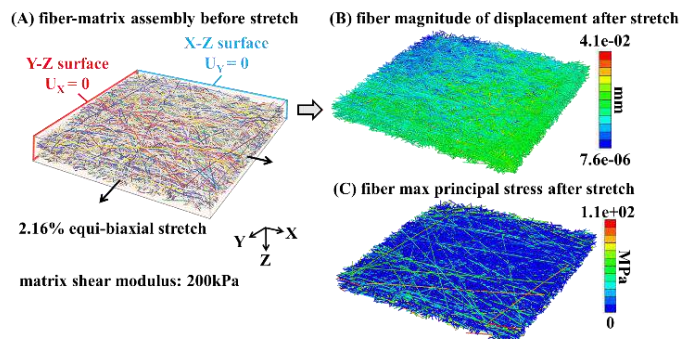 (A) fiber-matrix assembly before stretch
X-Z surface
U_Y = 0
Y-Z surface
U_X = 0
2.16% equi-biaxial stretch
Y
X
Z
matrix shear modulus: 200kPa
(B) fiber magnitude of displacement after stretch
4.1e-02
mm
7.6e-06
(C) fiber max principal stress after stretch
1.1e+02
MPa
0